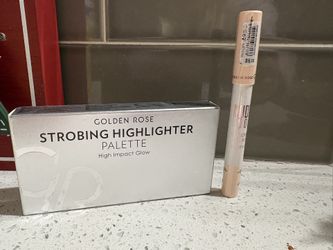 GOLDEN ROSE
STROBING HIGHLIGHTER
PALETTE
High Impact Glow